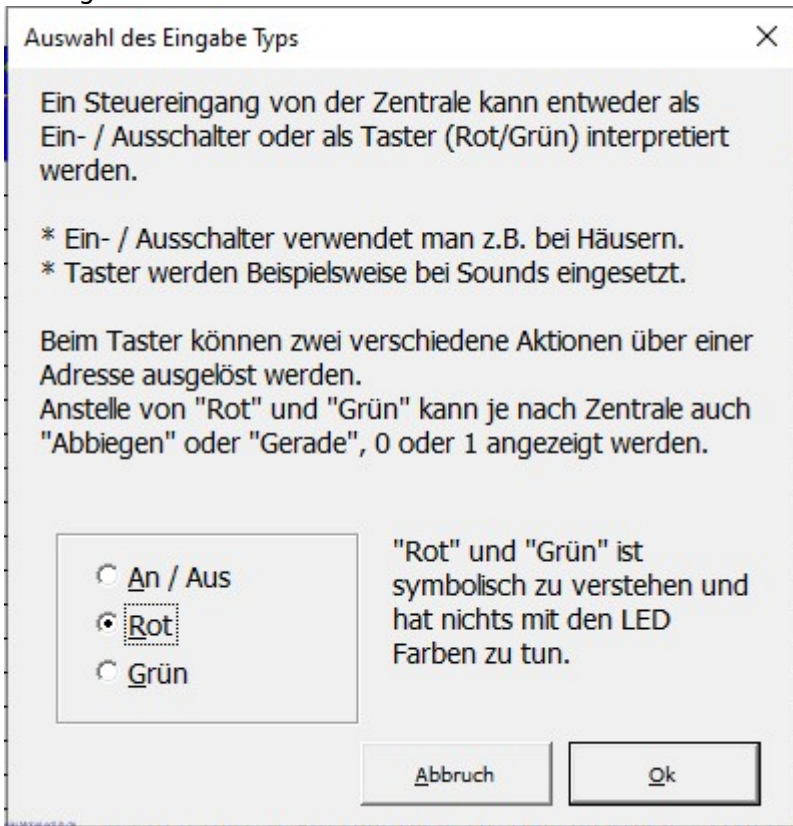 Auswahl des Eingabe Typs
Ein Steuereingang von der Zentrale kann entweder als
Ein- / Ausschalter oder als Taster (Rot/Grün) interpretiert
werden.
* Ein- / Ausschalter verwendet man z.B. bei Häusern.
* Taster werden Beispielsweise bei Sounds eingesetzt.
Beim Taster können zwei verschiedene Aktionen über einer
Adresse ausgelöst werden.
Anstelle von "Rot" und "Grün" kann je nach Zentrale auch
"Abbiegen" oder "Gerade", 0 oder 1 angezeigt werden.
An / Aus
Rot
Grün
"Rot" und "Grün" ist
symbolisch zu verstehen und
hat nichts mit den LED
Farben zu tun.
Abbruch
Ok